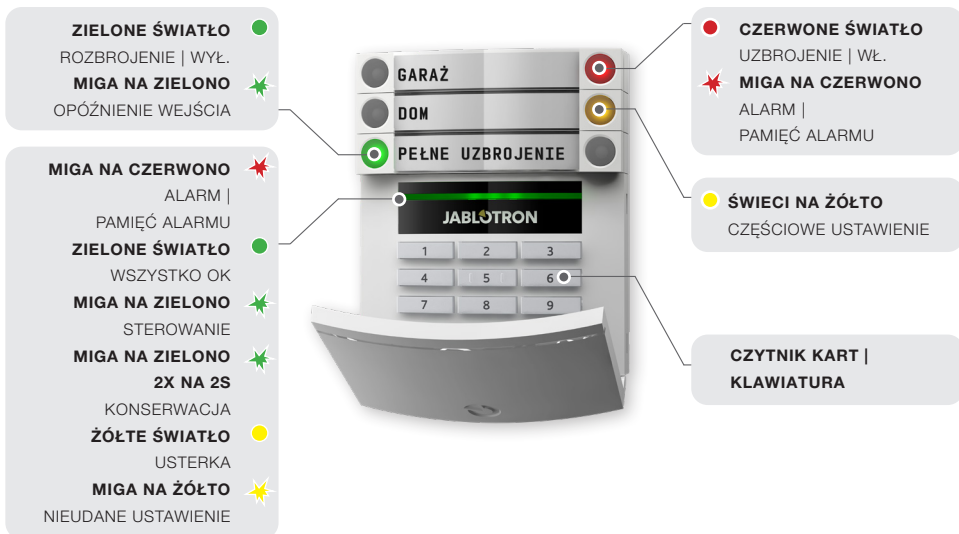 ZIELONE ŚWIATŁO
ROZBROJENIE | WYŁ.
MIGA NA ZIELONO
OPÓŹNIENIE WEJŚCIA
MIGA NA CZERWONO
ALARM |
PAMIĘĆ ALARMU
ZIELONE ŚWIATŁO
WSZYSTKO OK
MIGA NA ZIELONO
STEROWANIE
MIGA NA ZIELONO
2X NA 2S
KONSERWACJA
ŻÓŁTE ŚWIATŁO
USTERKA
MIGA NA ŻÓŁTO
NIEUDANE USTAWIENIE
GARAŻ
DOM
PEŁNE UZBROJENIE
JABLOTRON
1 2 3
4 5 6
7 8 9
CZERWONE ŚWIATŁO
UZBROJENIE | WŁ.
MIGA NA CZERWONO
ALARM |
PAMIĘĆ ALARMU
ŚWIECI NA ŻÓŁTO
CZĘŚCIOWE USTAWIENIE
CZYTNIK KART |
KLAWIATURA